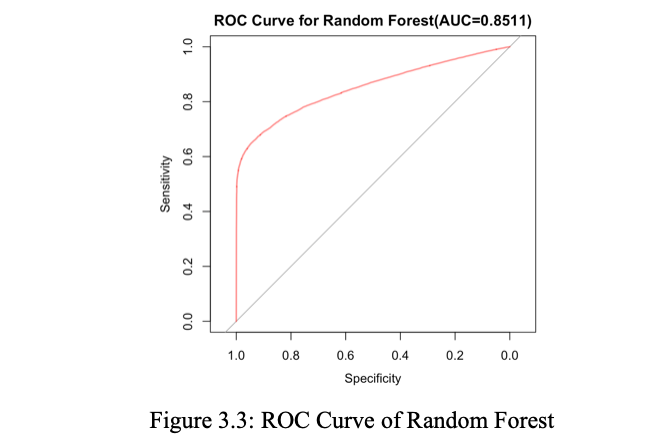 ROC Curve for Random Forest(AUC=0.8511)
1.0
0.8
0.6
0.4
0.2
0.0
Sensitivity
1.0 0.8 0.6 0.4 0.2 0.0
Specificity
Figure 3.3: ROC Curve of Random Forest